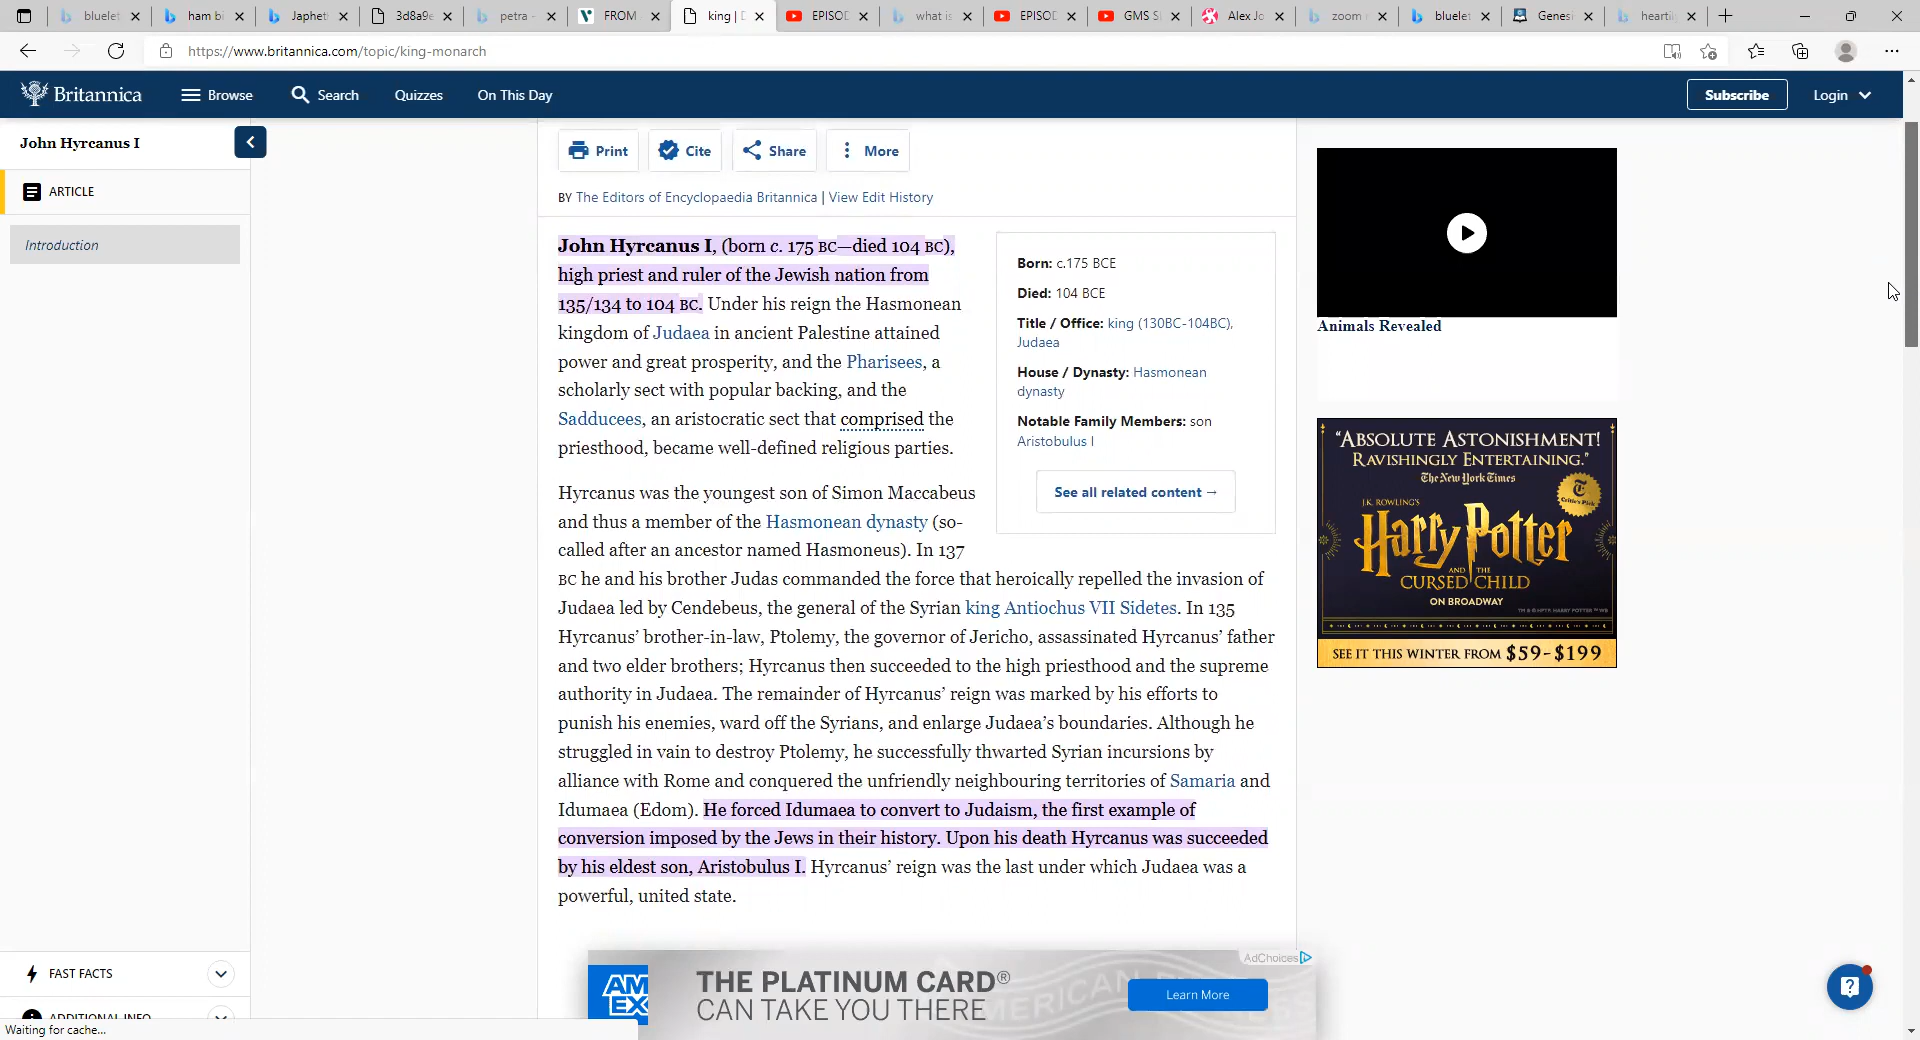 bluelet
ham bi
Japhet
3d8a9e
petra -
FROM
king | D
EPISOD
what is
EPISOD
GMS S
Alex Jo
zoom
bluelet
Genesi
heartil
https://www.britannica.com/topic/king-monarch
Britannica
Browse
Search
Quizzes
On This Day
Subscribe
Login
John Hyrcanus I
ARTICLE
Introduction
Print
Cite
Share
More
BY The Editors of Encyclopaedia Britannica | View Edit History
John Hyrcanus I, (born c. 175 BC—died 104 BC),
high priest and ruler of the Jewish nation from
135/134 to 104 BC. Under his reign the Hasmonean
kingdom of Judaea in ancient Palestine attained
power and great prosperity, and the Pharisees, a
scholarly sect with popular backing, and the
Sadducees, an aristocratic sect that comprised the
priesthood, became well-defined religious parties.
Hyrcanus was the youngest son of Simon Maccabeus
and thus a member of the Hasmonean dynasty (so-
called after an ancestor named Hasmoneus). In 137
BC he and his brother Judas commanded the force that heroically repelled the invasion of
Judaea led by Cendebeus, the general of the Syrian king Antiochus VII Sidetes. In 135
Hyrcanus’ brother-in-law, Ptolemy, the governor of Jericho, assassinated Hyrcanus’ father
and two elder brothers; Hyrcanus then succeeded to the high priesthood and the supreme
authority in Judaea. The remainder of Hyrcanus’ reign was marked by his efforts to
punish his enemies, ward off the Syrians, and enlarge Judaea’s boundaries. Although he
struggled in vain to destroy Ptolemy, he successfully thwarted Syrian incursions by
alliance with Rome and conquered the unfriendly neighbouring territories of Samaria and
Idumaea (Edom). He forced Idumaea to convert to Judaism, the first example of
conversion imposed by the Jews in their history. Upon his death Hyrcanus was succeeded
by his eldest son, Aristobulus I. Hyrcanus’ reign was the last under which Judaea was a
powerful, united state.
Born: c.175 BCE
Died: 104 BCE
Title / Office: king (130BC-104BC),
Judaea
House / Dynasty: Hasmonean
dynasty
Notable Family Members: son
Aristobulus I
See all related content →
Animals Revealed
“ABSOLUTE ASTONISHMENT!
RAVISHINGLY ENTERTAINING.”
The New York Times
Critic's Pick
J.K. ROWLING'S
Harry Potter
AND THE
CURSED CHILD
ON BROADWAY
SEE IT THIS WINTER FROM $59-$199
FAST FACTS
ADDITIONAL INFO
AdChoices
AM
EX
THE PLATINUM CARD®
CAN TAKE YOU THERE
Learn More
Waiting for cache...